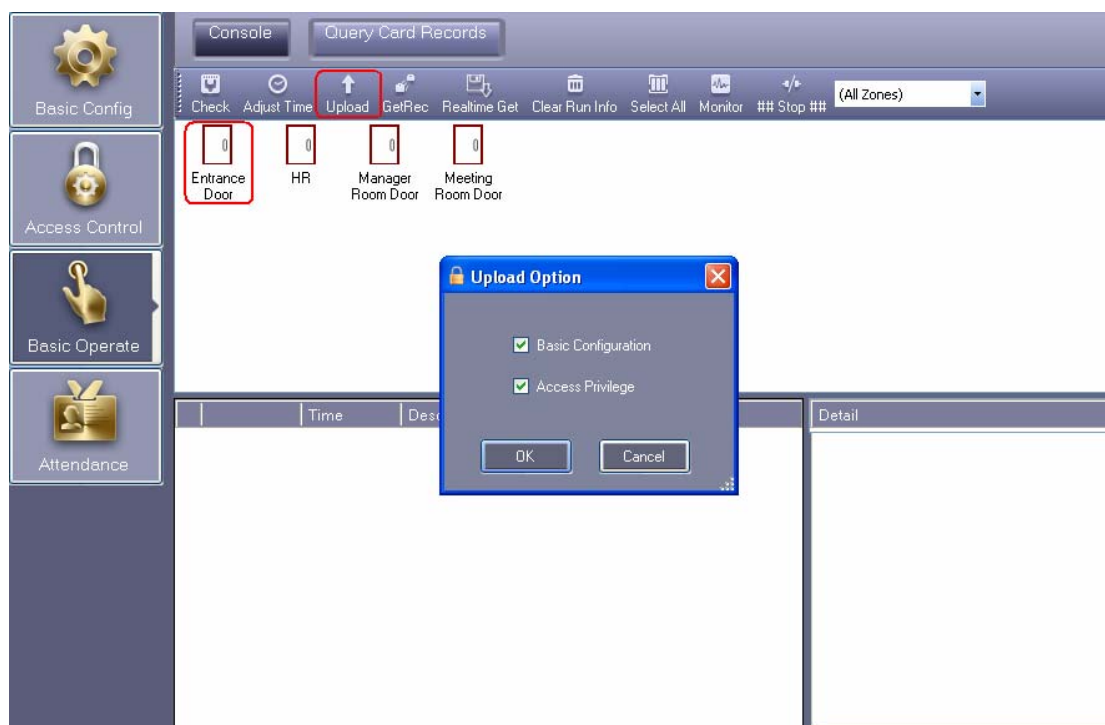 Console
Query Card Records
Check
Adjust Time
Upload
GetRec
Realtime Get
Clear Run Info
Select All
Monitor
## Stop ##
(All Zones)
Basic Config
Access Control
Basic Operate
Attendance
0
0
0
0
Entrance
Door
HR
Manager
Room Door
Meeting
Room Door
Upload Option
Basic Configuration
Access Privilege
OK
Cancel
Time
Detail